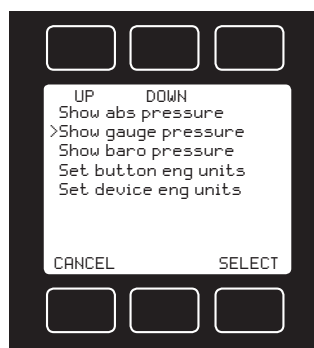 UP DOWN
Show abs pressure
>Show gauge pressure
Show baro pressure
Set button eng units
Set device eng units
CANCEL SELECT